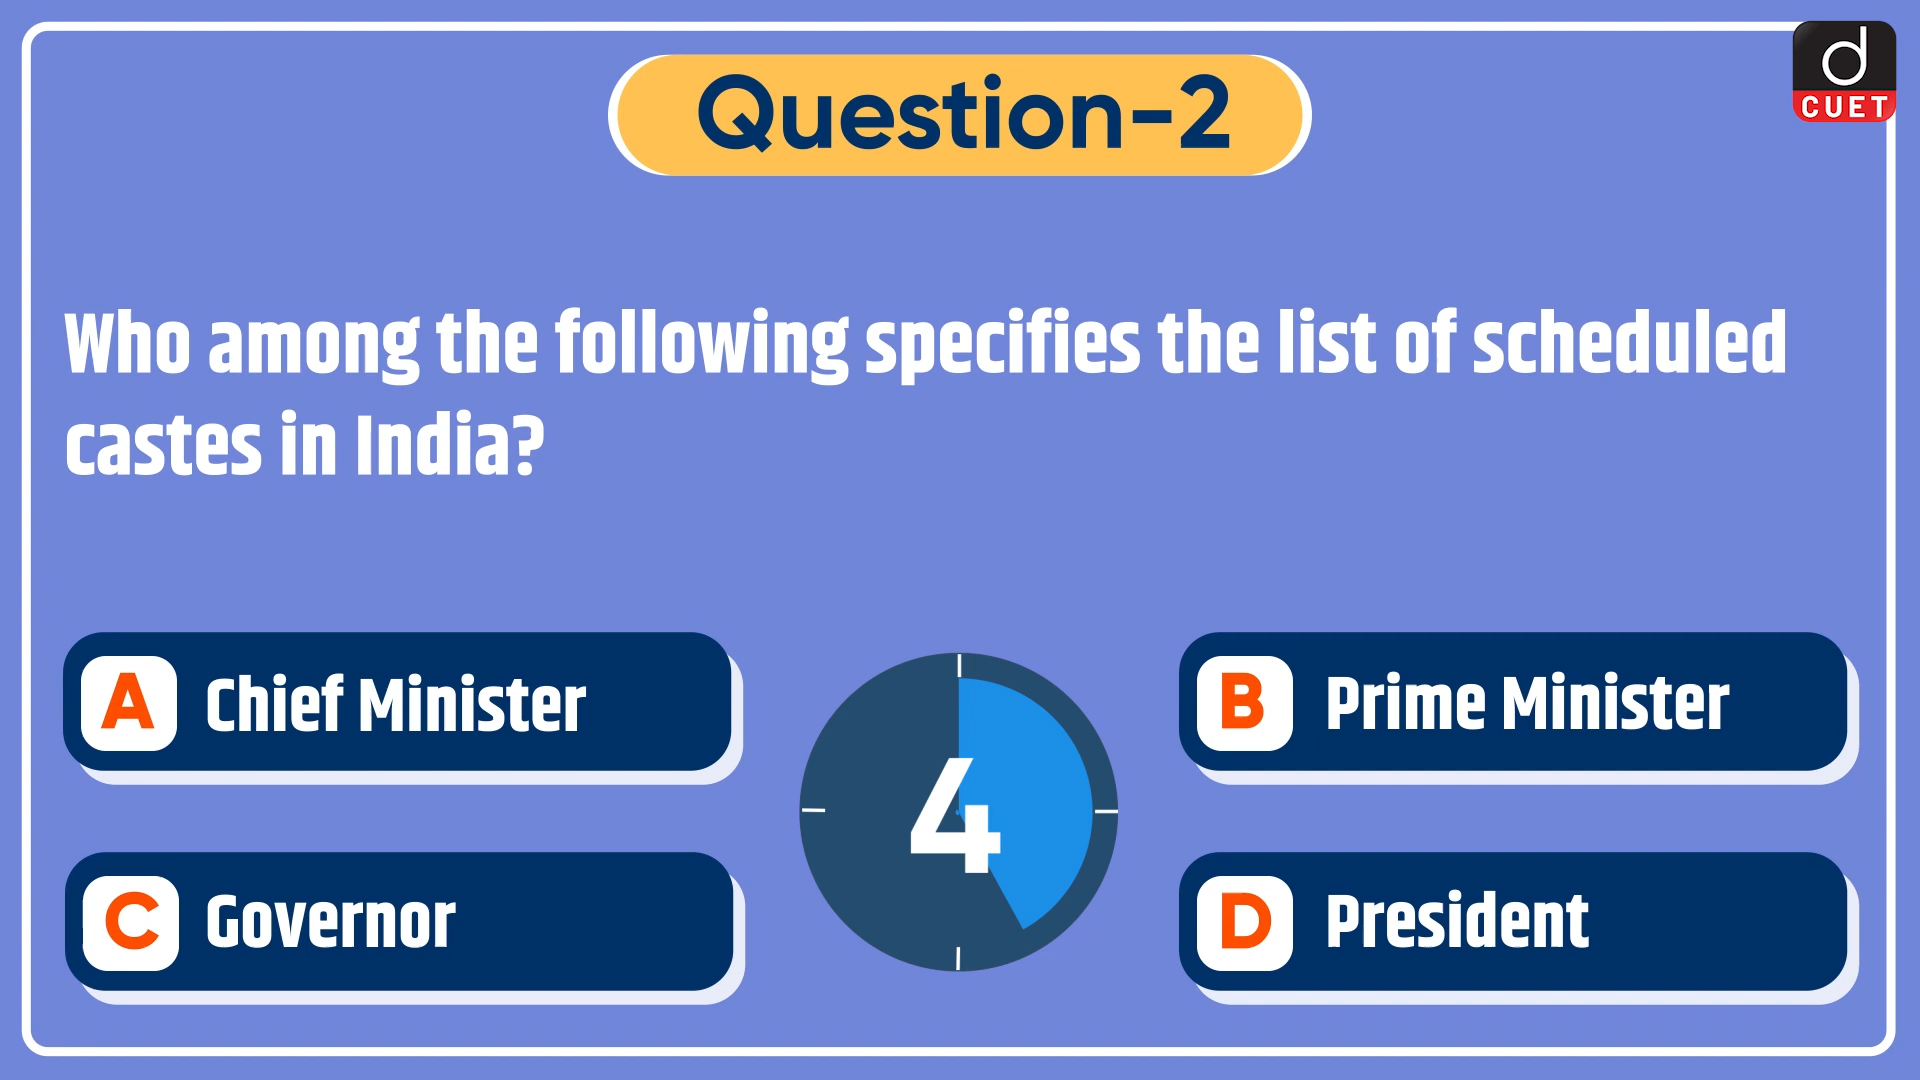 d
CUET
Question-2
Who among the following specifies the list of scheduled
castes in India?
A Chief Minister
B Prime Minister
4
C Governor
D President